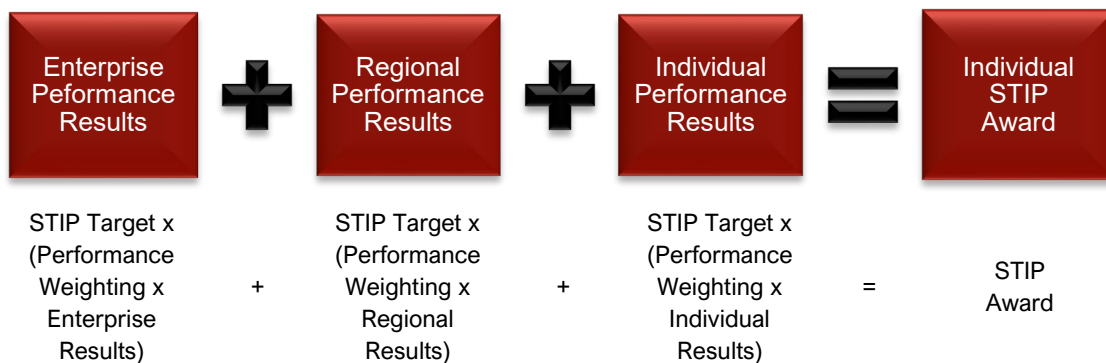 Enterprise
Peformance
Results
Regional
Performance
Results
Individual
Performance
Results
Individual
STIP
Award
STIP Target x
(Performance
Weighting x
Enterprise
Results)
+
STIP Target x
(Performance
Weighting x
Regional
Results)
+
STIP Target x
(Performance
Weighting x
Individual
Results)
=
STIP
Award